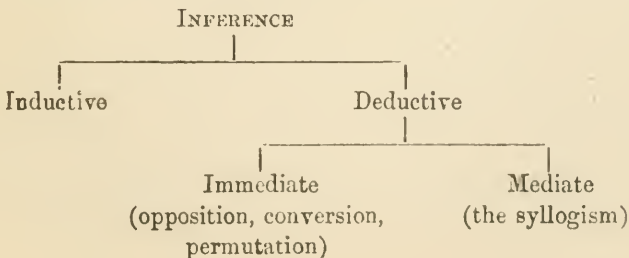 INFERENCE
Inductive Deductive
Immediate Mediate
(opposition, conversion, (the syllogism)
permutation)